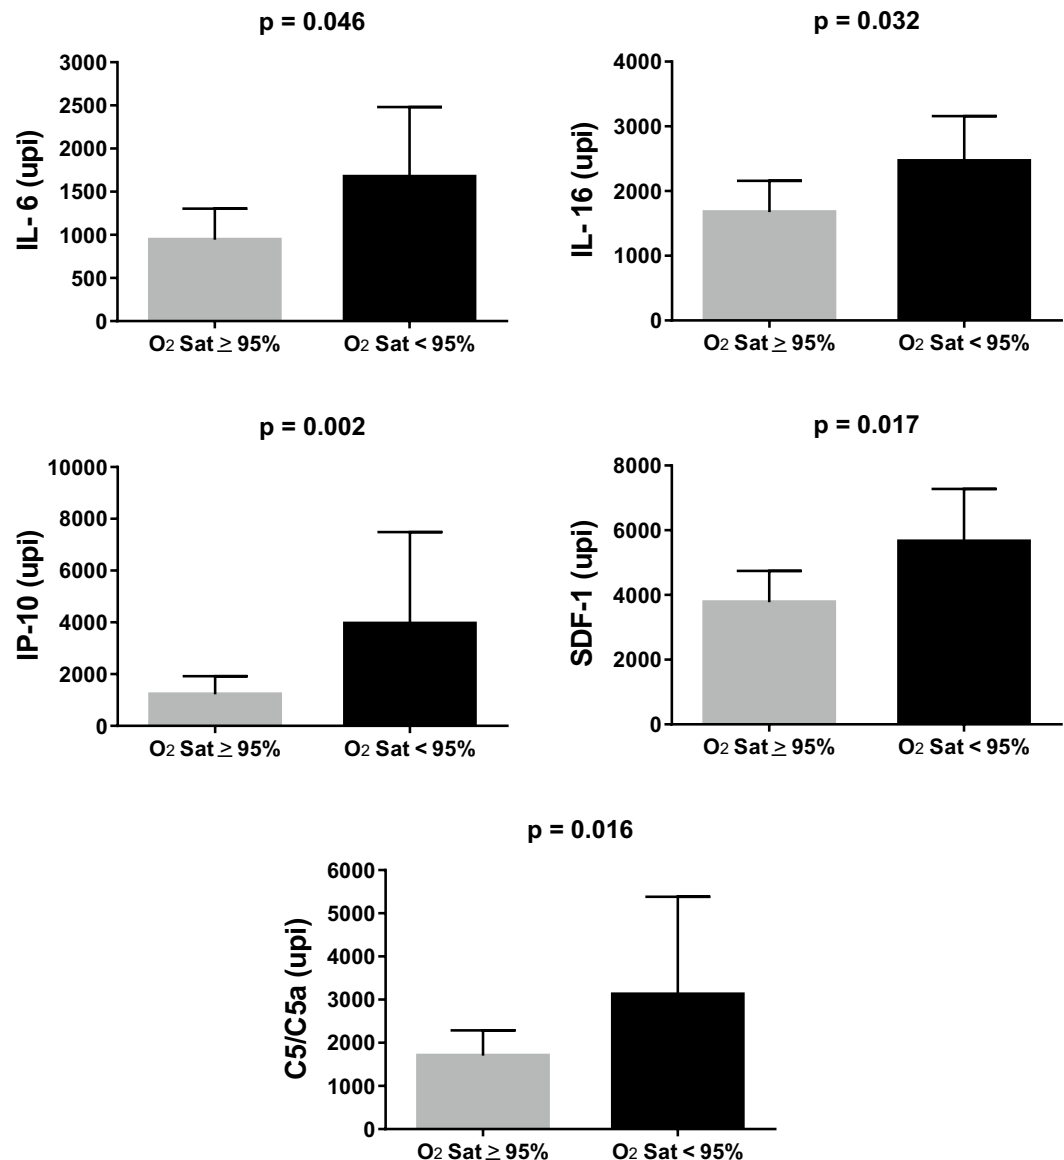 p = 0.046
IL- 6 (upi)
3000
2500
2000
1500
1000
500
0
O2 Sat ≥ 95%
O2 Sat < 95%
p = 0.032
IL- 16 (upi)
4000
3000
2000
1000
0
O2 Sat ≥ 95%
O2 Sat < 95%
p = 0.002
IP-10 (upi)
10000
8000
6000
4000
2000
0
O2 Sat ≥ 95%
O2 Sat < 95%
p = 0.017
SDF-1 (upi)
8000
6000
4000
2000
0
O2 Sat ≥ 95%
O2 Sat < 95%
p = 0.016
C5/C5a (upi)
6000
5000
4000
3000
2000
1000
0
O2 Sat ≥ 95%
O2 Sat < 95%